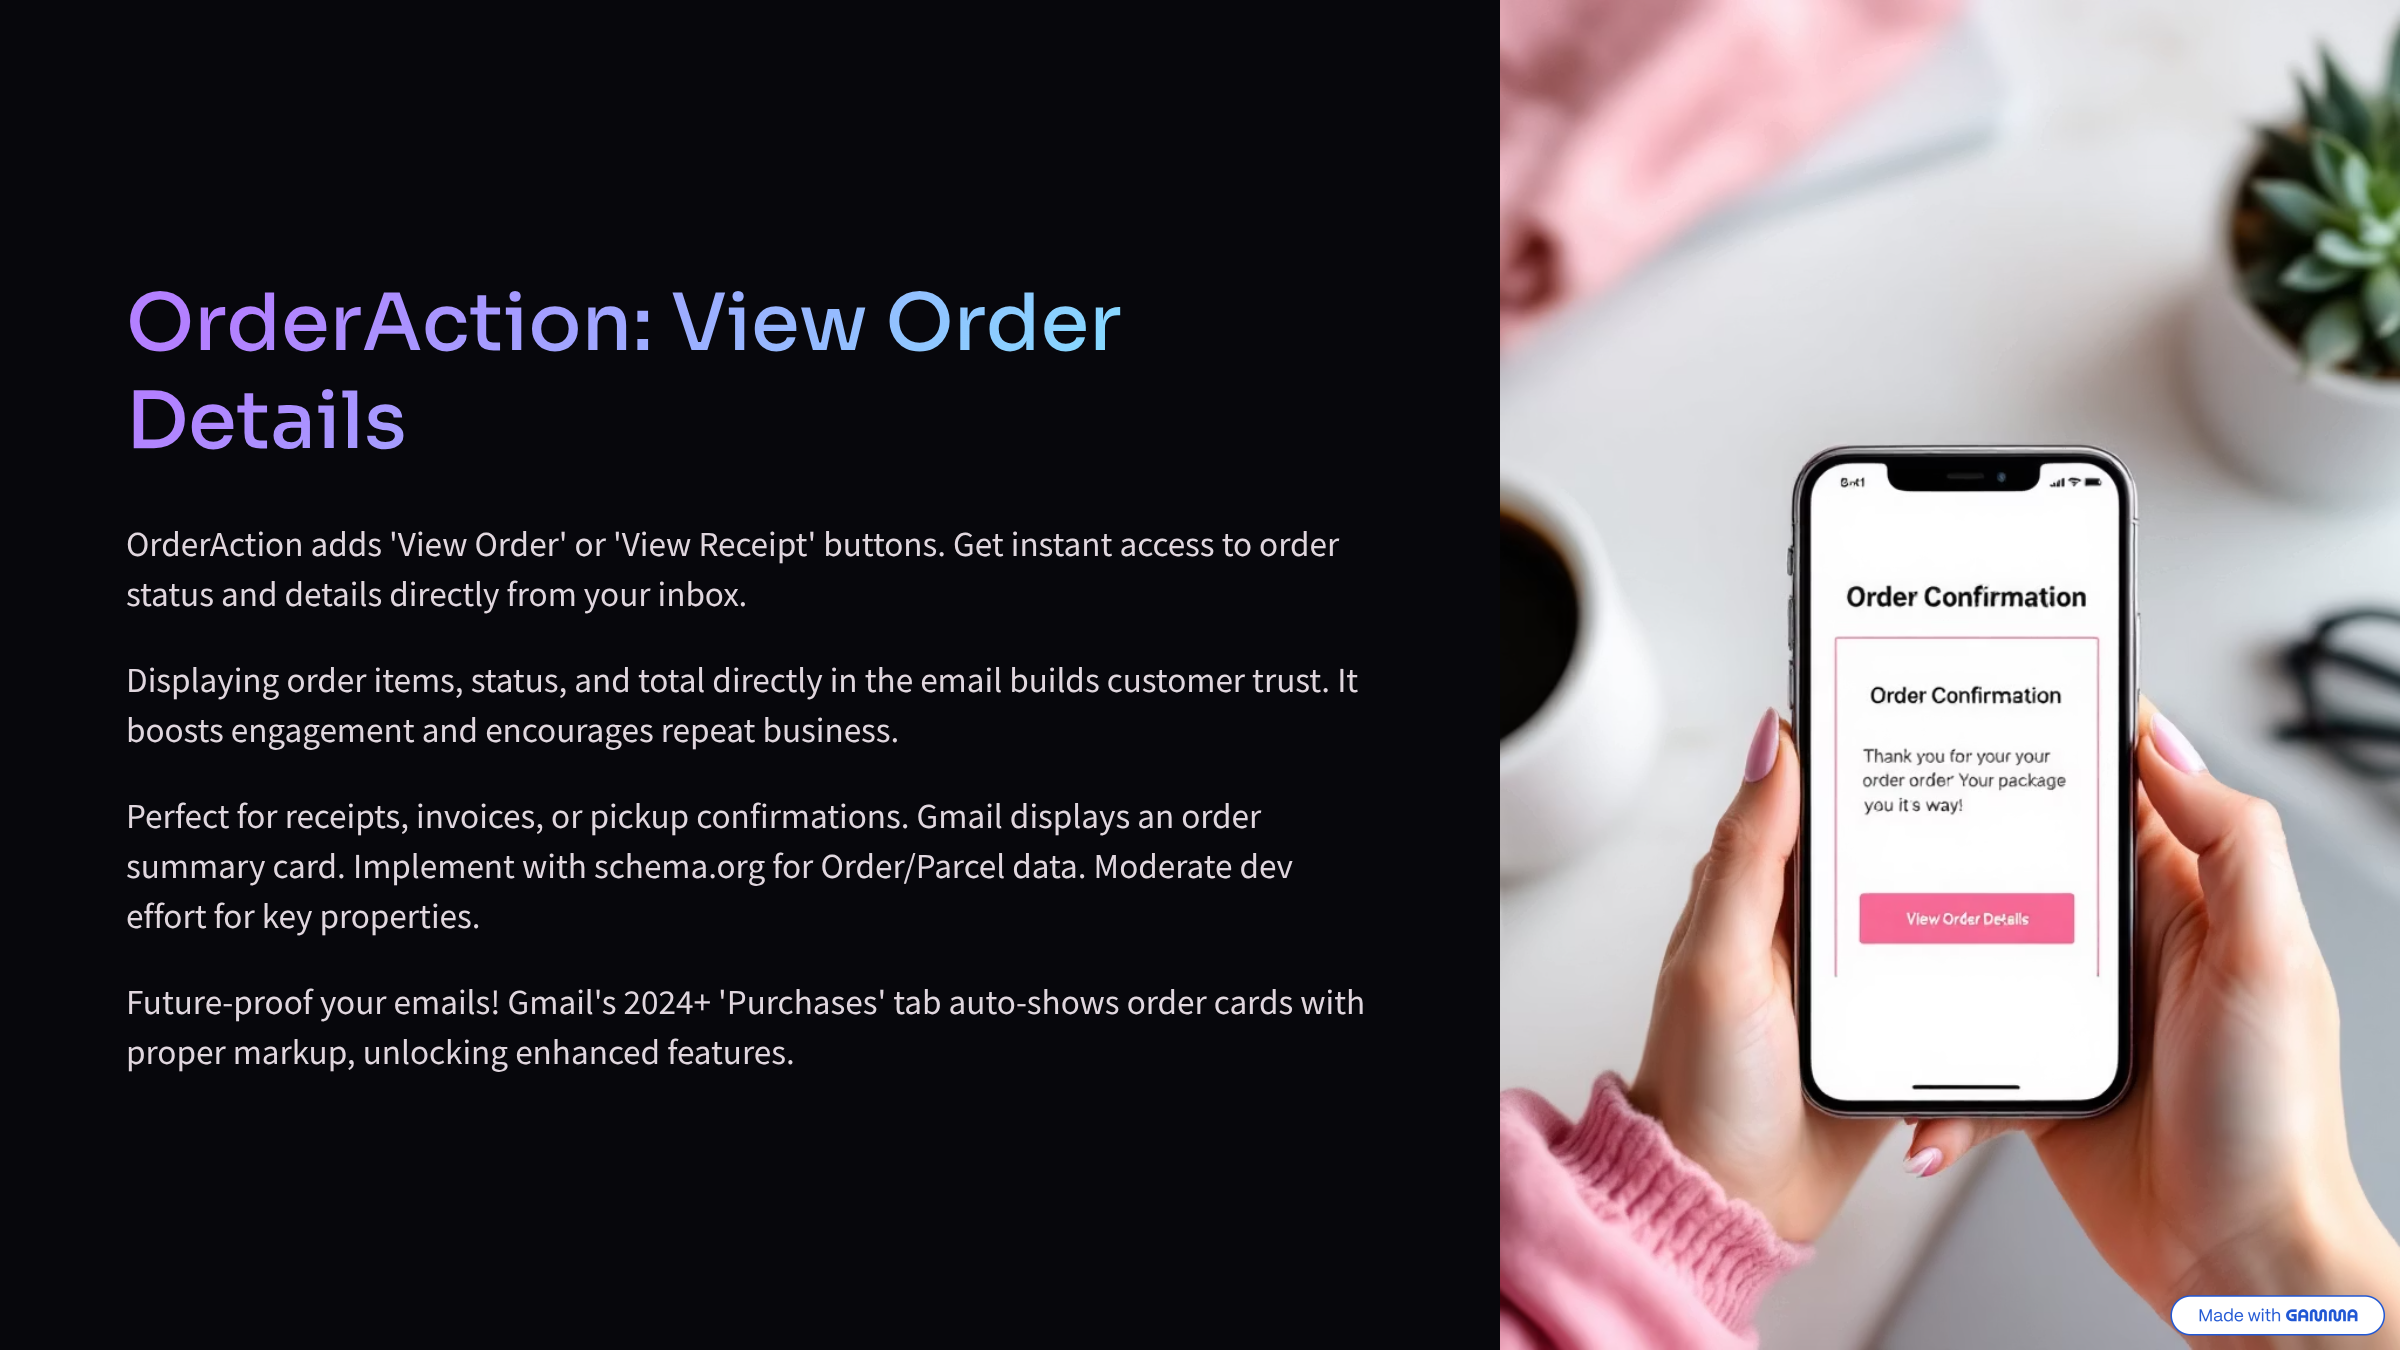 OrderAction: View Order
Details
OrderAction adds 'View Order' or 'View Receipt' buttons. Get instant access to order
status and details directly from your inbox.
Displaying order items, status, and total directly in the email builds customer trust. It
boosts engagement and encourages repeat business.
Perfect for receipts, invoices, or pickup confirmations. Gmail displays an order
summary card. Implement with schema.org for Order/Parcel data. Moderate dev
effort for key properties.
Future-proof your emails! Gmail's 2024+ 'Purchases' tab auto-shows order cards with
proper markup, unlocking enhanced features.
Order Confirmation
Order Confirmation
Thank you for your your
order order Your package
you it's way!
View Order Details
Made with GAMMA